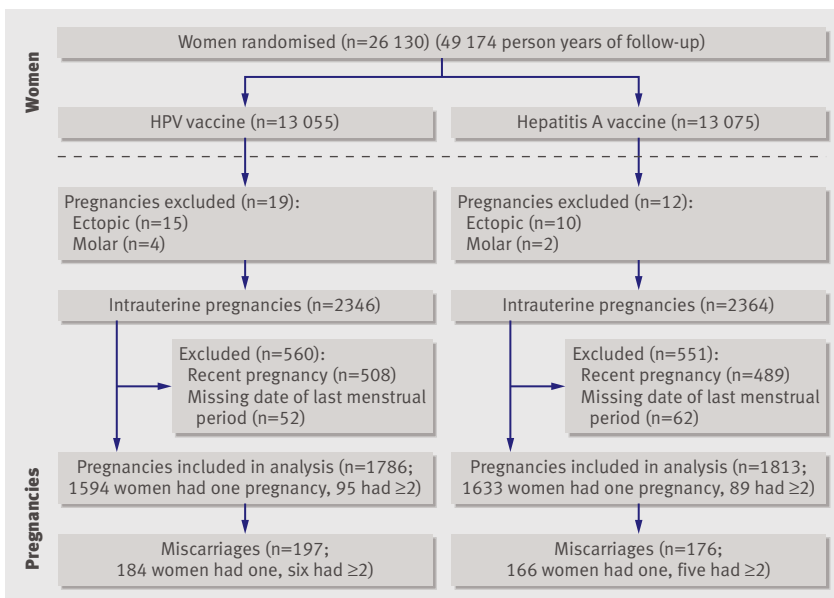 Women
Women randomised (n=26 130) (49 174 person years of follow-up)
HPV vaccine (n=13 055)
Hepatitis A vaccine (n=13 075)
Pregnancies excluded (n=19):
Ectopic (n=15)
Molar (n=4)
Pregnancies excluded (n=12):
Ectopic (n=10)
Molar (n=2)
Intrauterine pregnancies (n=2346)
Intrauterine pregnancies (n=2364)
Excluded (n=560):
Recent pregnancy (n=508)
Missing date of last menstrual
period (n=52)
Excluded (n=551):
Recent pregnancy (n=489)
Missing date of last menstrual
period (n=62)
Pregnancies
Pregnancies included in analysis (n=1786;
1594 women had one pregnancy, 95 had ≥2)
Pregnancies included in analysis (n=1813;
1633 women had one pregnancy, 89 had ≥2)
Miscarriages (n=197;
184 women had one, six had ≥2)
Miscarriages (n=176;
166 women had one, five had ≥2)